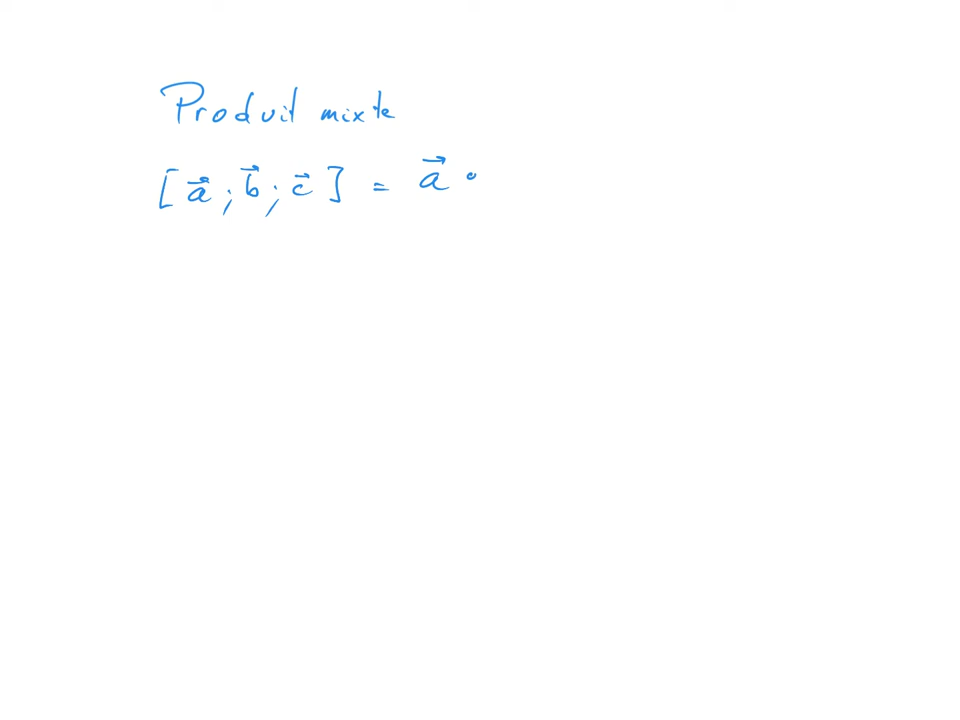 Produit mixte
[a⃗ ; b⃗ ; c⃗] = a⃗ •